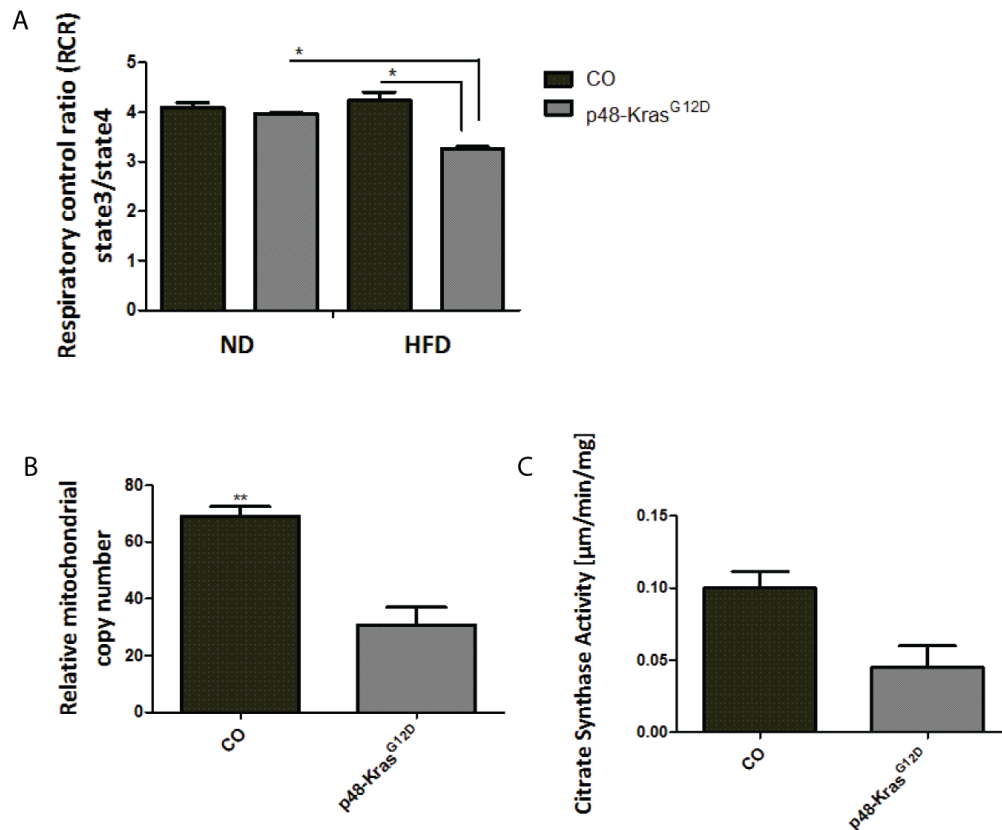 A
Respiratory control ratio (RCR)
state3/state4
5
4
3
2
1
0
*
*
ND
HFD
CO
p48-Kras^G12D
B
Relative mitochondrial
copy number
80
60
40
20
0
**
CO
p48-Kras^G12D
C
Citrate Synthase Activity [µm/min/mg]
0.15
0.10
0.05
0.00
CO
p48-Kras^G12D